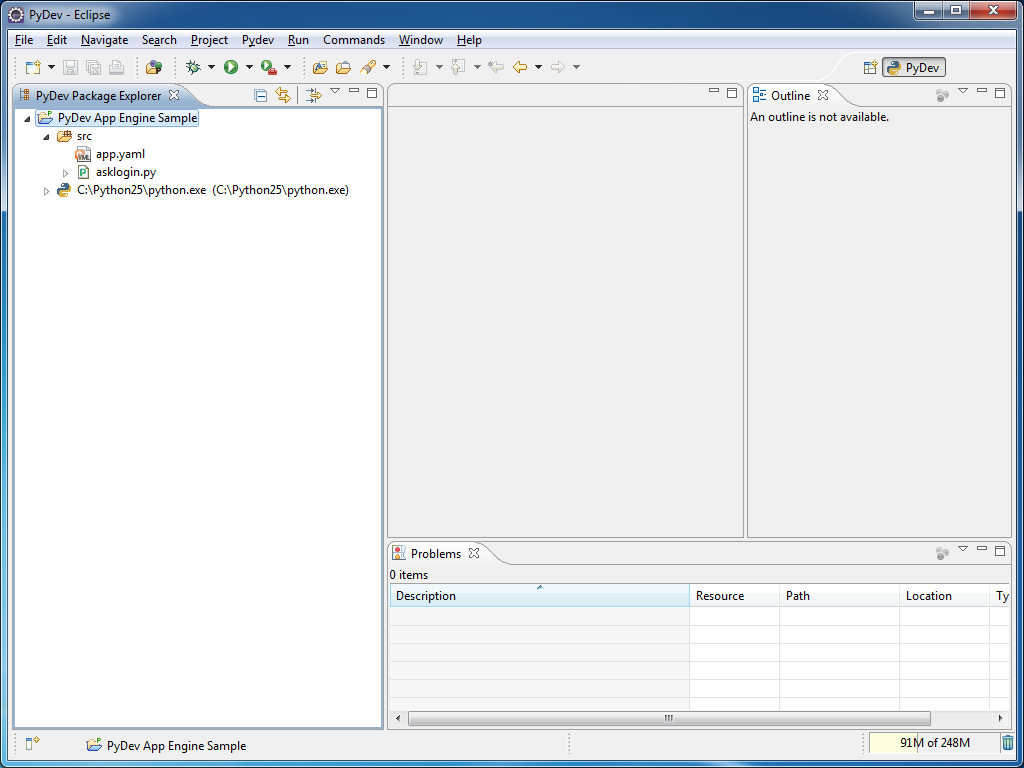 PyDev - Eclipse
File Edit Navigate Search Project Pydev Run Commands Window Help
PyDev
PyDev Package Explorer
PyDev App Engine Sample
src
app.yaml
asklogin.py
C:\Python25\python.exe (C:\Python25\python.exe)
Outline
An outline is not available.
Problems
0 items
Description Resource Path Location Ty
PyDev App Engine Sample
91M of 248M